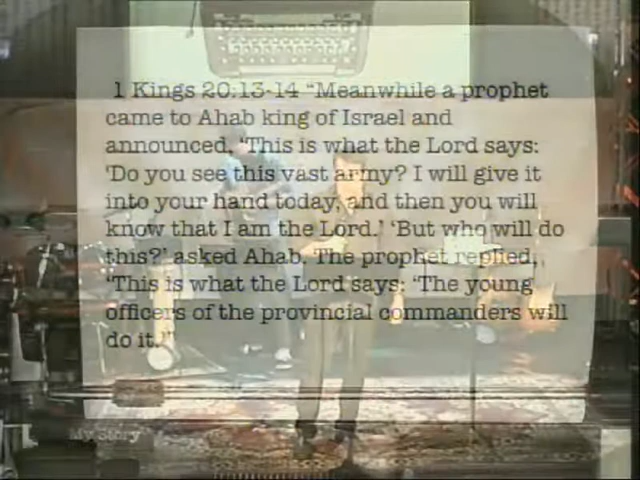 1 Kings 20:13-14 "Meanwhile a prophet
came to Ahab king of Israel and
announced, 'This is what the Lord says:
'Do you see this vast army? I will give it
into your hand today, and then you will
know that I am the Lord.' 'But who will do
this?' asked Ahab. The prophet replied,
'This is what the Lord says: 'The young
officers of the provincial commanders will
do it.'"
My Story